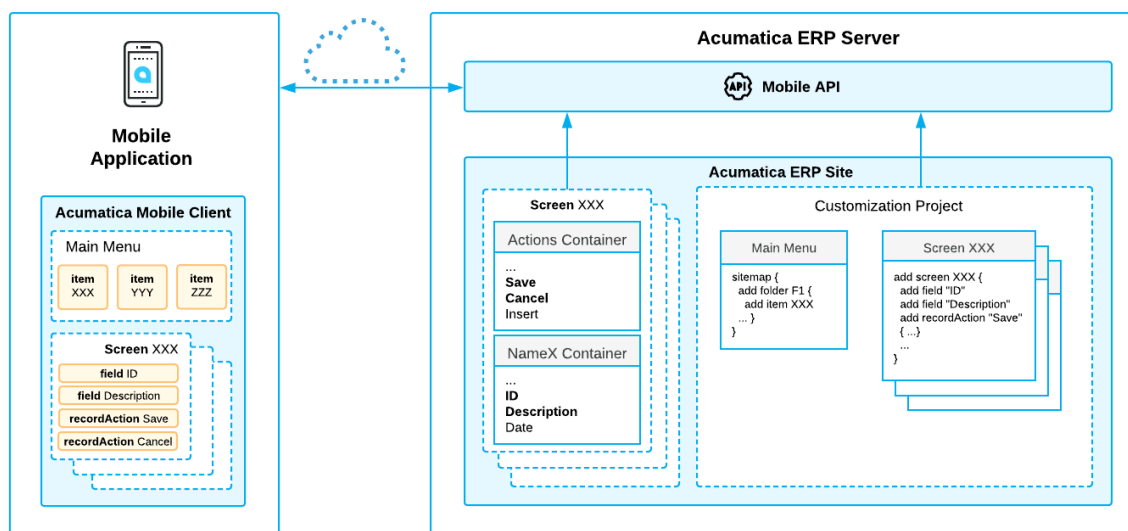 Mobile
Application
Acumatica Mobile Client
Main Menu
item
XXX
item
YYY
item
ZZZ
Screen XXX
field ID
field Description
recordAction Save
recordAction Cancel
Acumatica ERP Server
API
Mobile API
Acumatica ERP Site
Screen XXX
Actions Container
...
Save
Cancel
Insert
NameX Container
...
ID
Description
Date
Customization Project
Main Menu
sitemap {
add folder F1 {
add item XXX
... }
}
Screen XXX
add screen XXX {
add field "ID"
add field "Description"
add recordAction "Save"
{ ...}
...
}